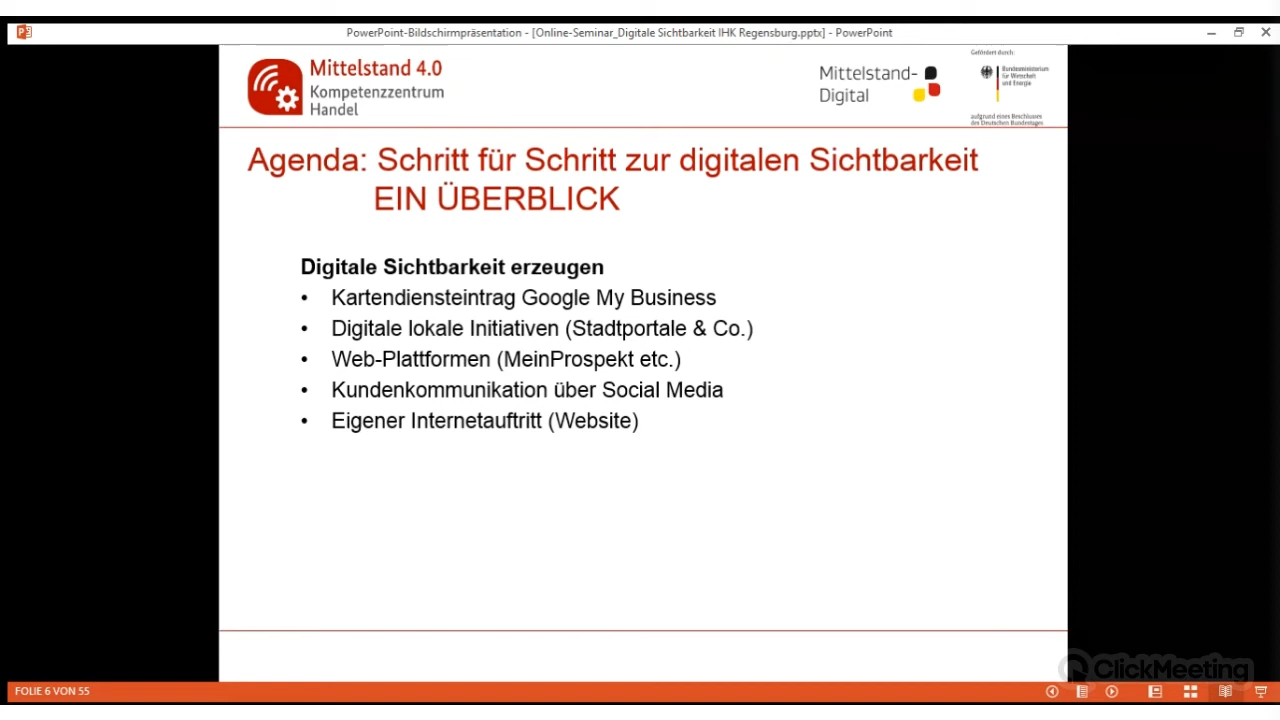 PowerPoint-Bildschirmpräsentation - [Online-Seminar_Digitale Sichtbarkeit IHK Regensburg.pptx] - PowerPoint
Mittelstand 4.0
Kompetenzzentrum
Handel
Mittelstand-
Digital
Gefördert durch:
Bundesministerium
für Wirtschaft
und Energie
aufgrund eines Beschlusses
des Deutschen Bundestages
Agenda: Schritt für Schritt zur digitalen Sichtbarkeit
EIN ÜBERBLICK
Digitale Sichtbarkeit erzeugen
• Kartendiensteintrag Google My Business
• Digitale lokale Initiativen (Stadtportale & Co.)
• Web-Plattformen (MeinProspekt etc.)
• Kundenkommunikation über Social Media
• Eigener Internetauftritt (Website)
ClickMeeting
FOLIE 6 VON 55